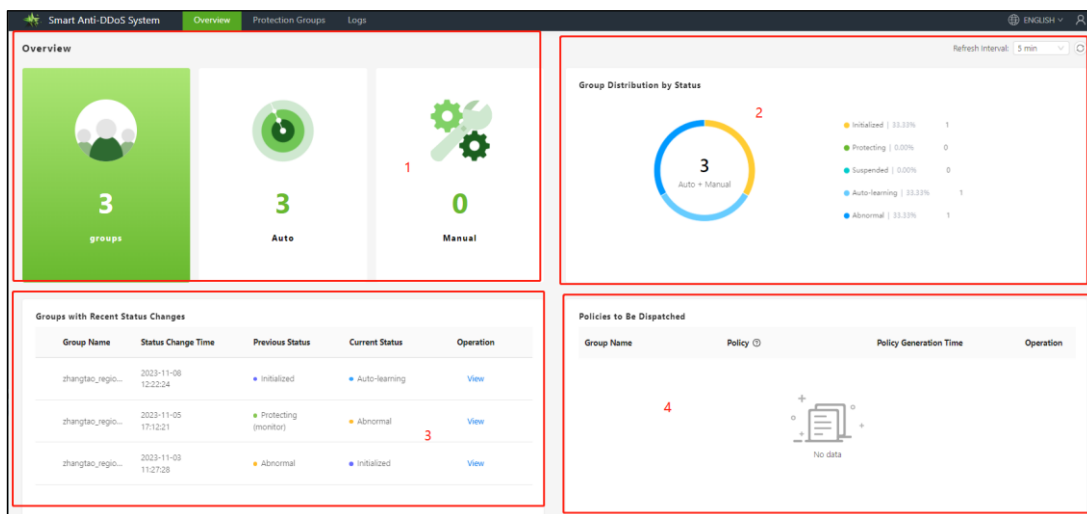 Smart Anti-DDoS System Overview Protection Groups Logs ENGLISH
Overview
3
groups
3
Auto
0
Manual
1
Refresh Interval: 5 min
Group Distribution by Status
2
3
Auto + Manual
Initialized | 33.33% 1
Protecting | 0.00% 0
Suspended | 0.00% 0
Auto-learning | 33.33% 1
Abnormal | 33.33% 1
Groups with Recent Status Changes
Group Name Status Change Time Previous Status Current Status Operation
zhangtao_regio... 2023-11-08 12:22:24 Initialized Auto-learning View
zhangtao_regio... 2023-11-05 17:12:21 Protecting (monitor) Abnormal View
zhangtao_regio... 2023-11-03 11:27:28 Abnormal Initialized View
3
Policies to Be Dispatched
Group Name Policy Policy Generation Time Operation
4
No data